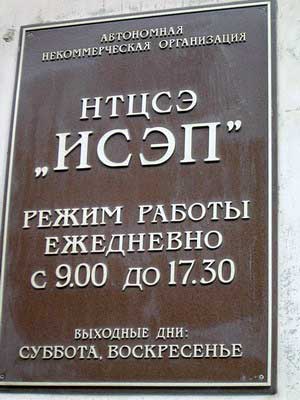 АВТОНОМНАЯ
НЕКОММЕРЧЕСКАЯ ОРГАНИЗАЦИЯ
НТЦСЭ
„ИСЭП”
РЕЖИМ РАБОТЫ
ЕЖЕДНЕВНО
С 9.00 ДО 17.30
ВЫХОДНЫЕ ДНИ:
СУББОТА, ВОСКРЕСЕНЬЕ